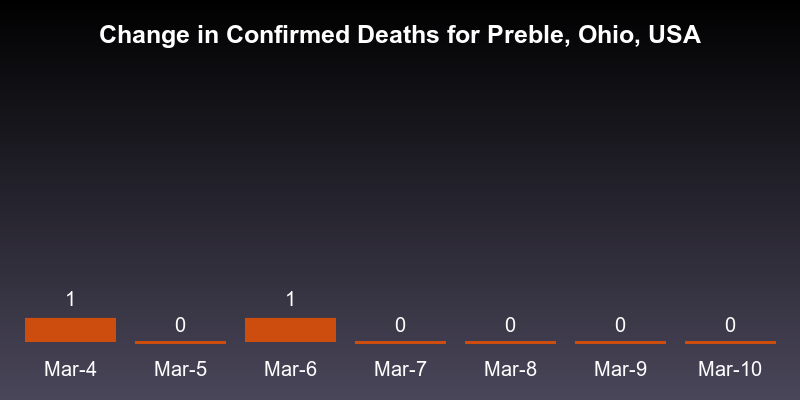 Change in Confirmed Deaths for Preble, Ohio, USA
1 0 1 0 0 0 0
Mar-4 Mar-5 Mar-6 Mar-7 Mar-8 Mar-9 Mar-10